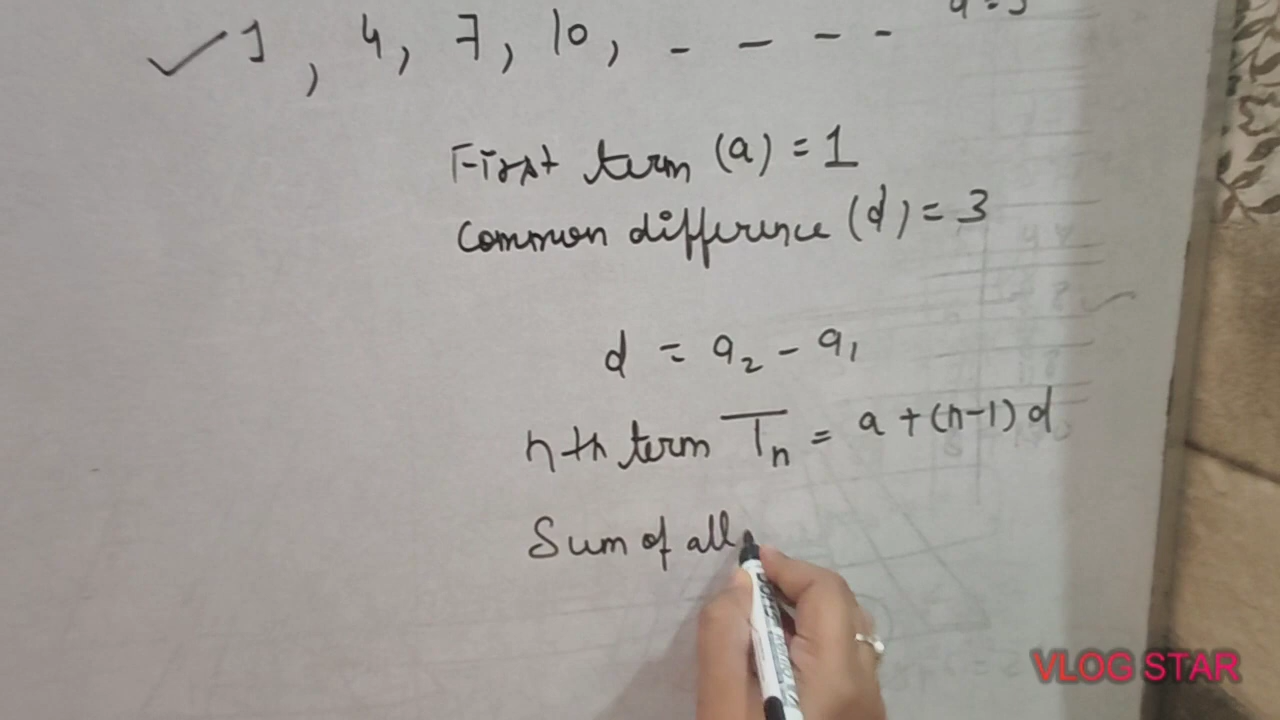 1, 4, 7, 10, - - - -
First term (a) = 1
Common difference (d) = 3
d = a₂ - a₁
nth term Tn = a + (n-1) d
Sum of all
VLOG STAR